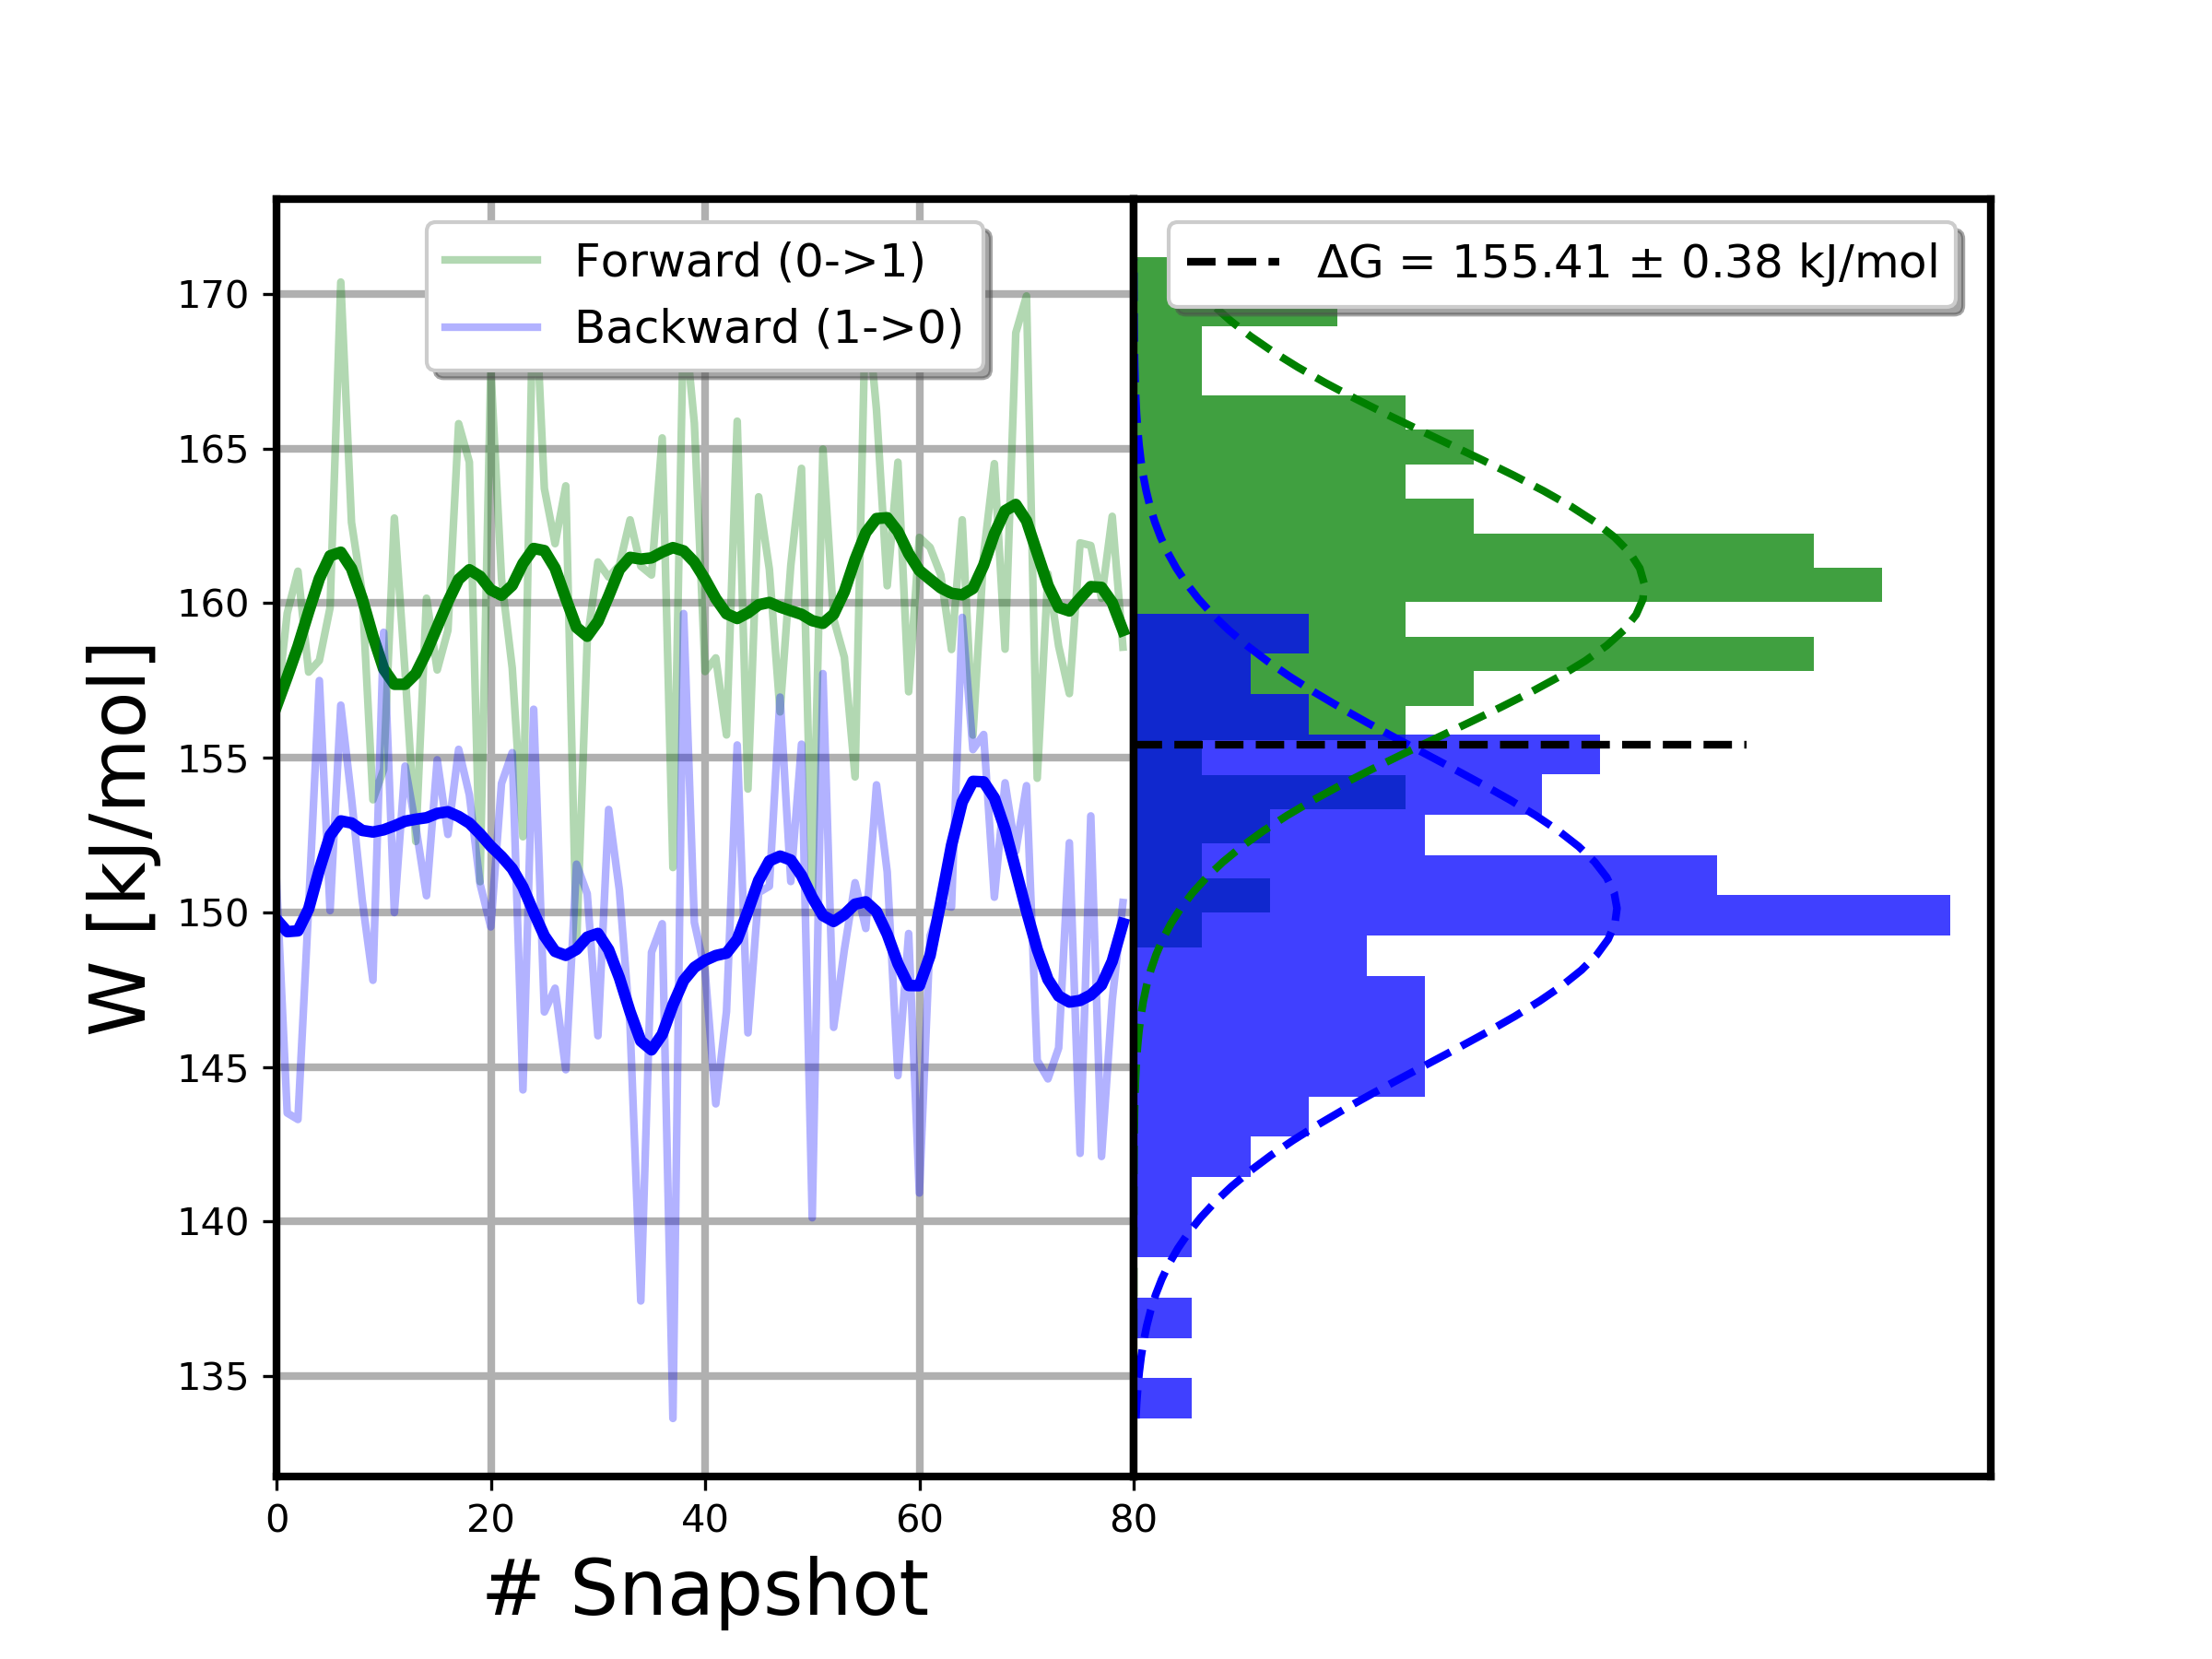 Forward (0->1)
Backward (1->0)
ΔG = 155.41 ± 0.38 kJ/mol
170
165
160
155
150
145
140
135
W [kJ/mol]
0 20 40 60 80
# Snapshot